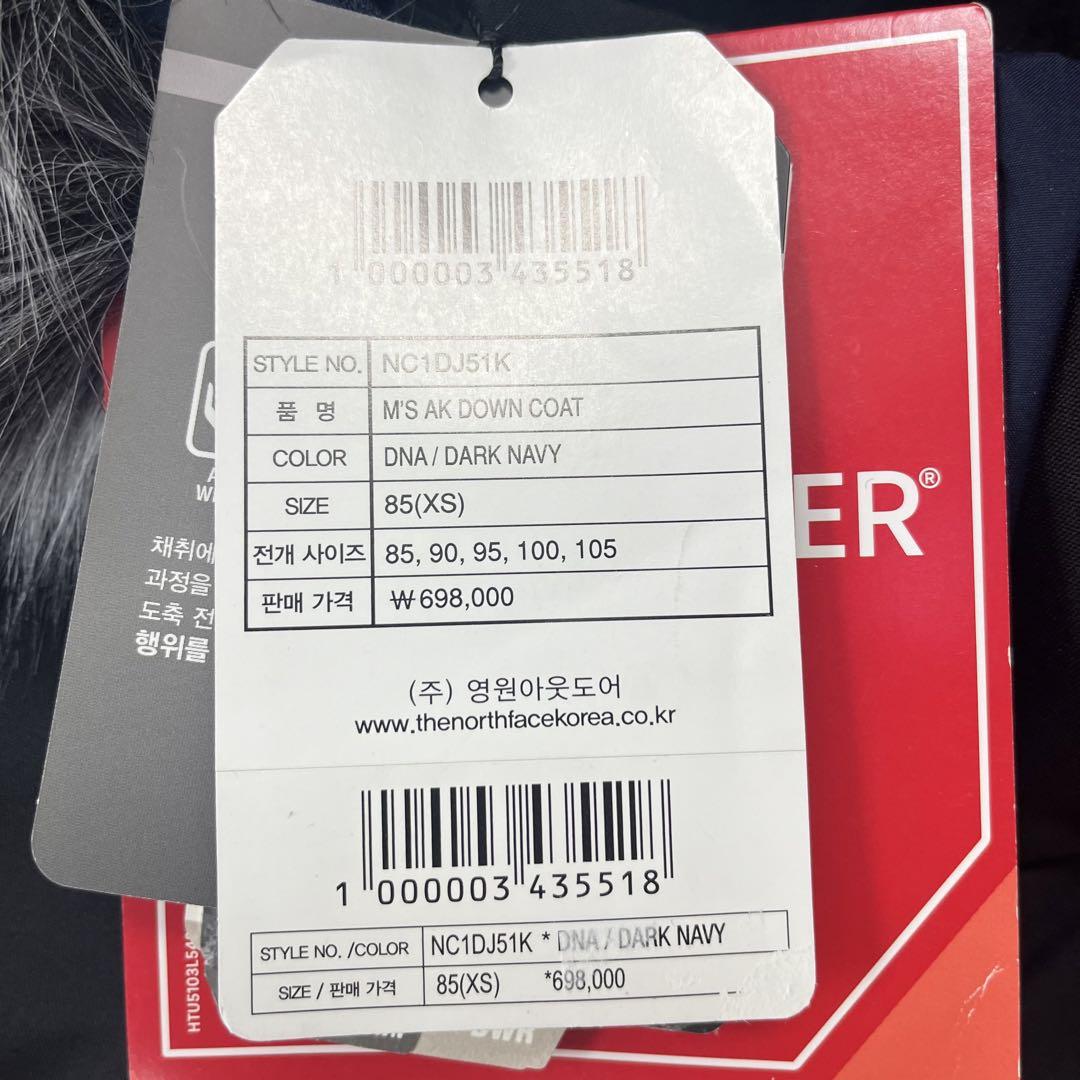 1 000003 435518
STYLE NO. NC1DJ51K
품 명 M'S AK DOWN COAT
COLOR DNA / DARK NAVY
SIZE 85(XS)
전개 사이즈 85, 90, 95, 100, 105
판매 가격 ₩698,000
(주) 영원아웃도어
www.thenorthfacekorea.co.kr
1 000003 435518
STYLE NO. /COLOR NC1DJ51K * DNA / DARK NAVY
SIZE / 판매 가격 85(XS) *698,000
채취에
과정을
도축 전
행위를
ER®
HTU5103L54